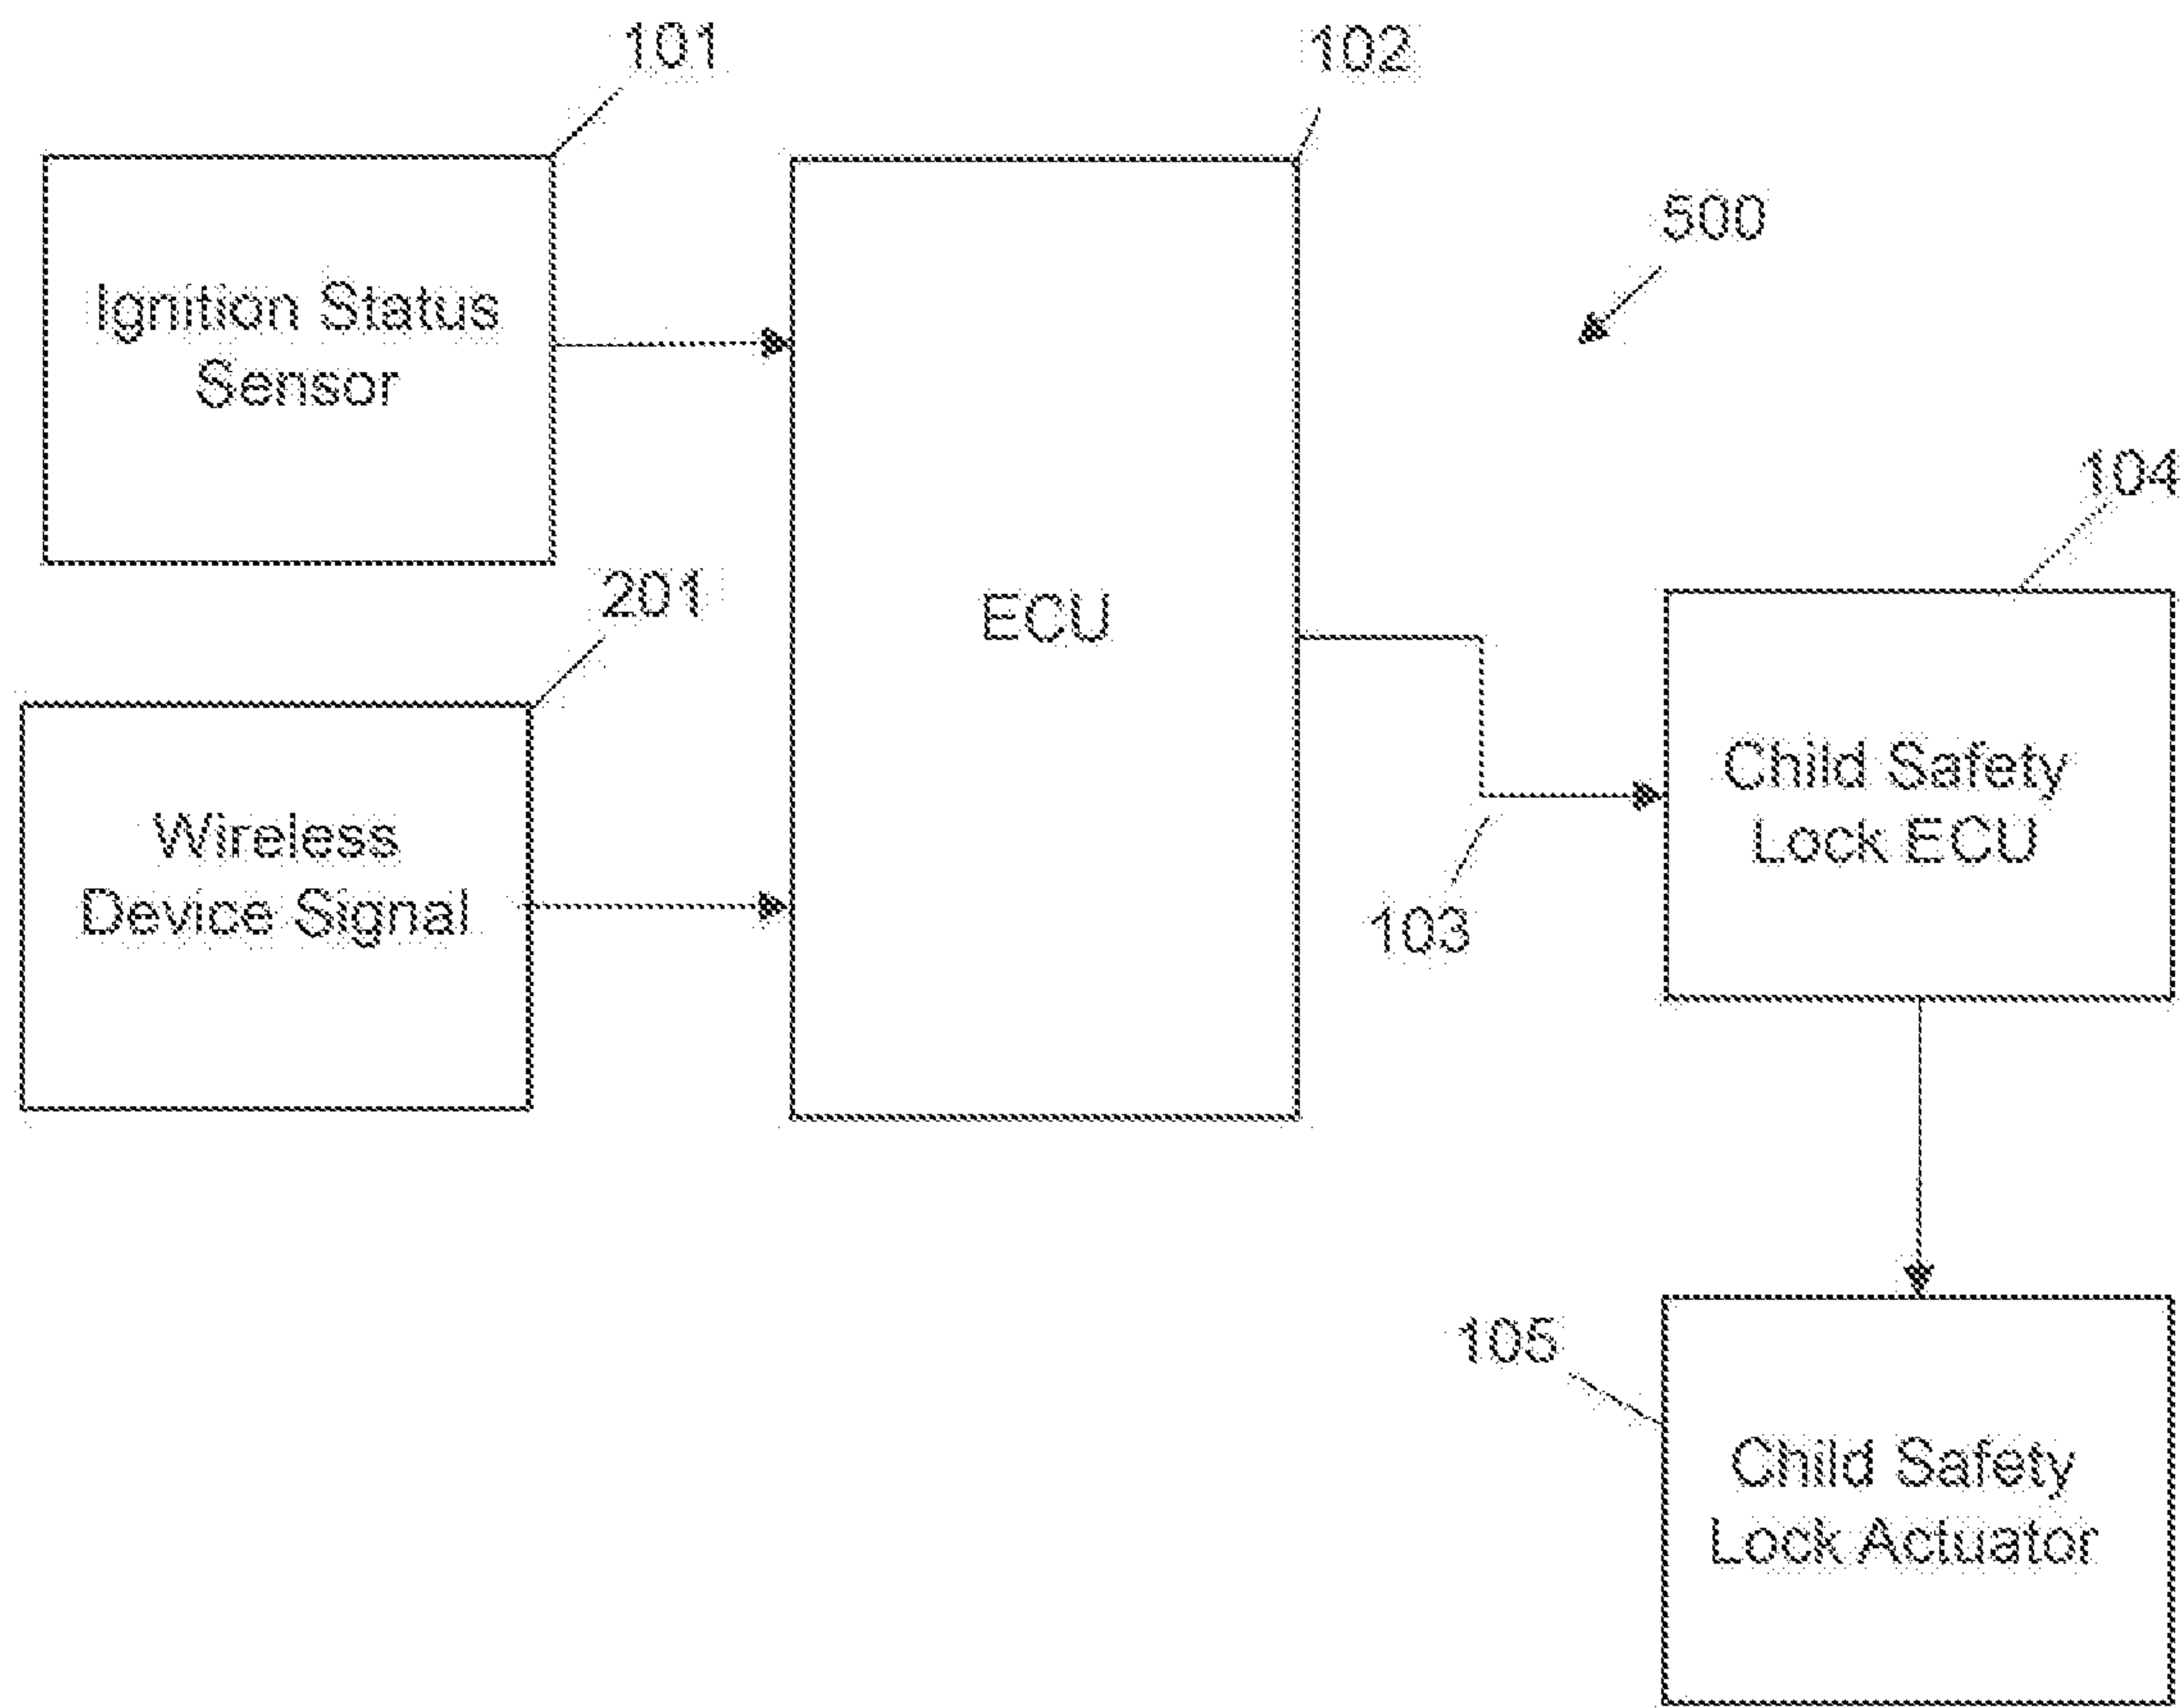 101
102
500
Ignition Status
Sensor
104
201
ECU
Child Safety
Lock ECU
Wireless
Device Signal
103
105
Child Safety
Lock Actuator